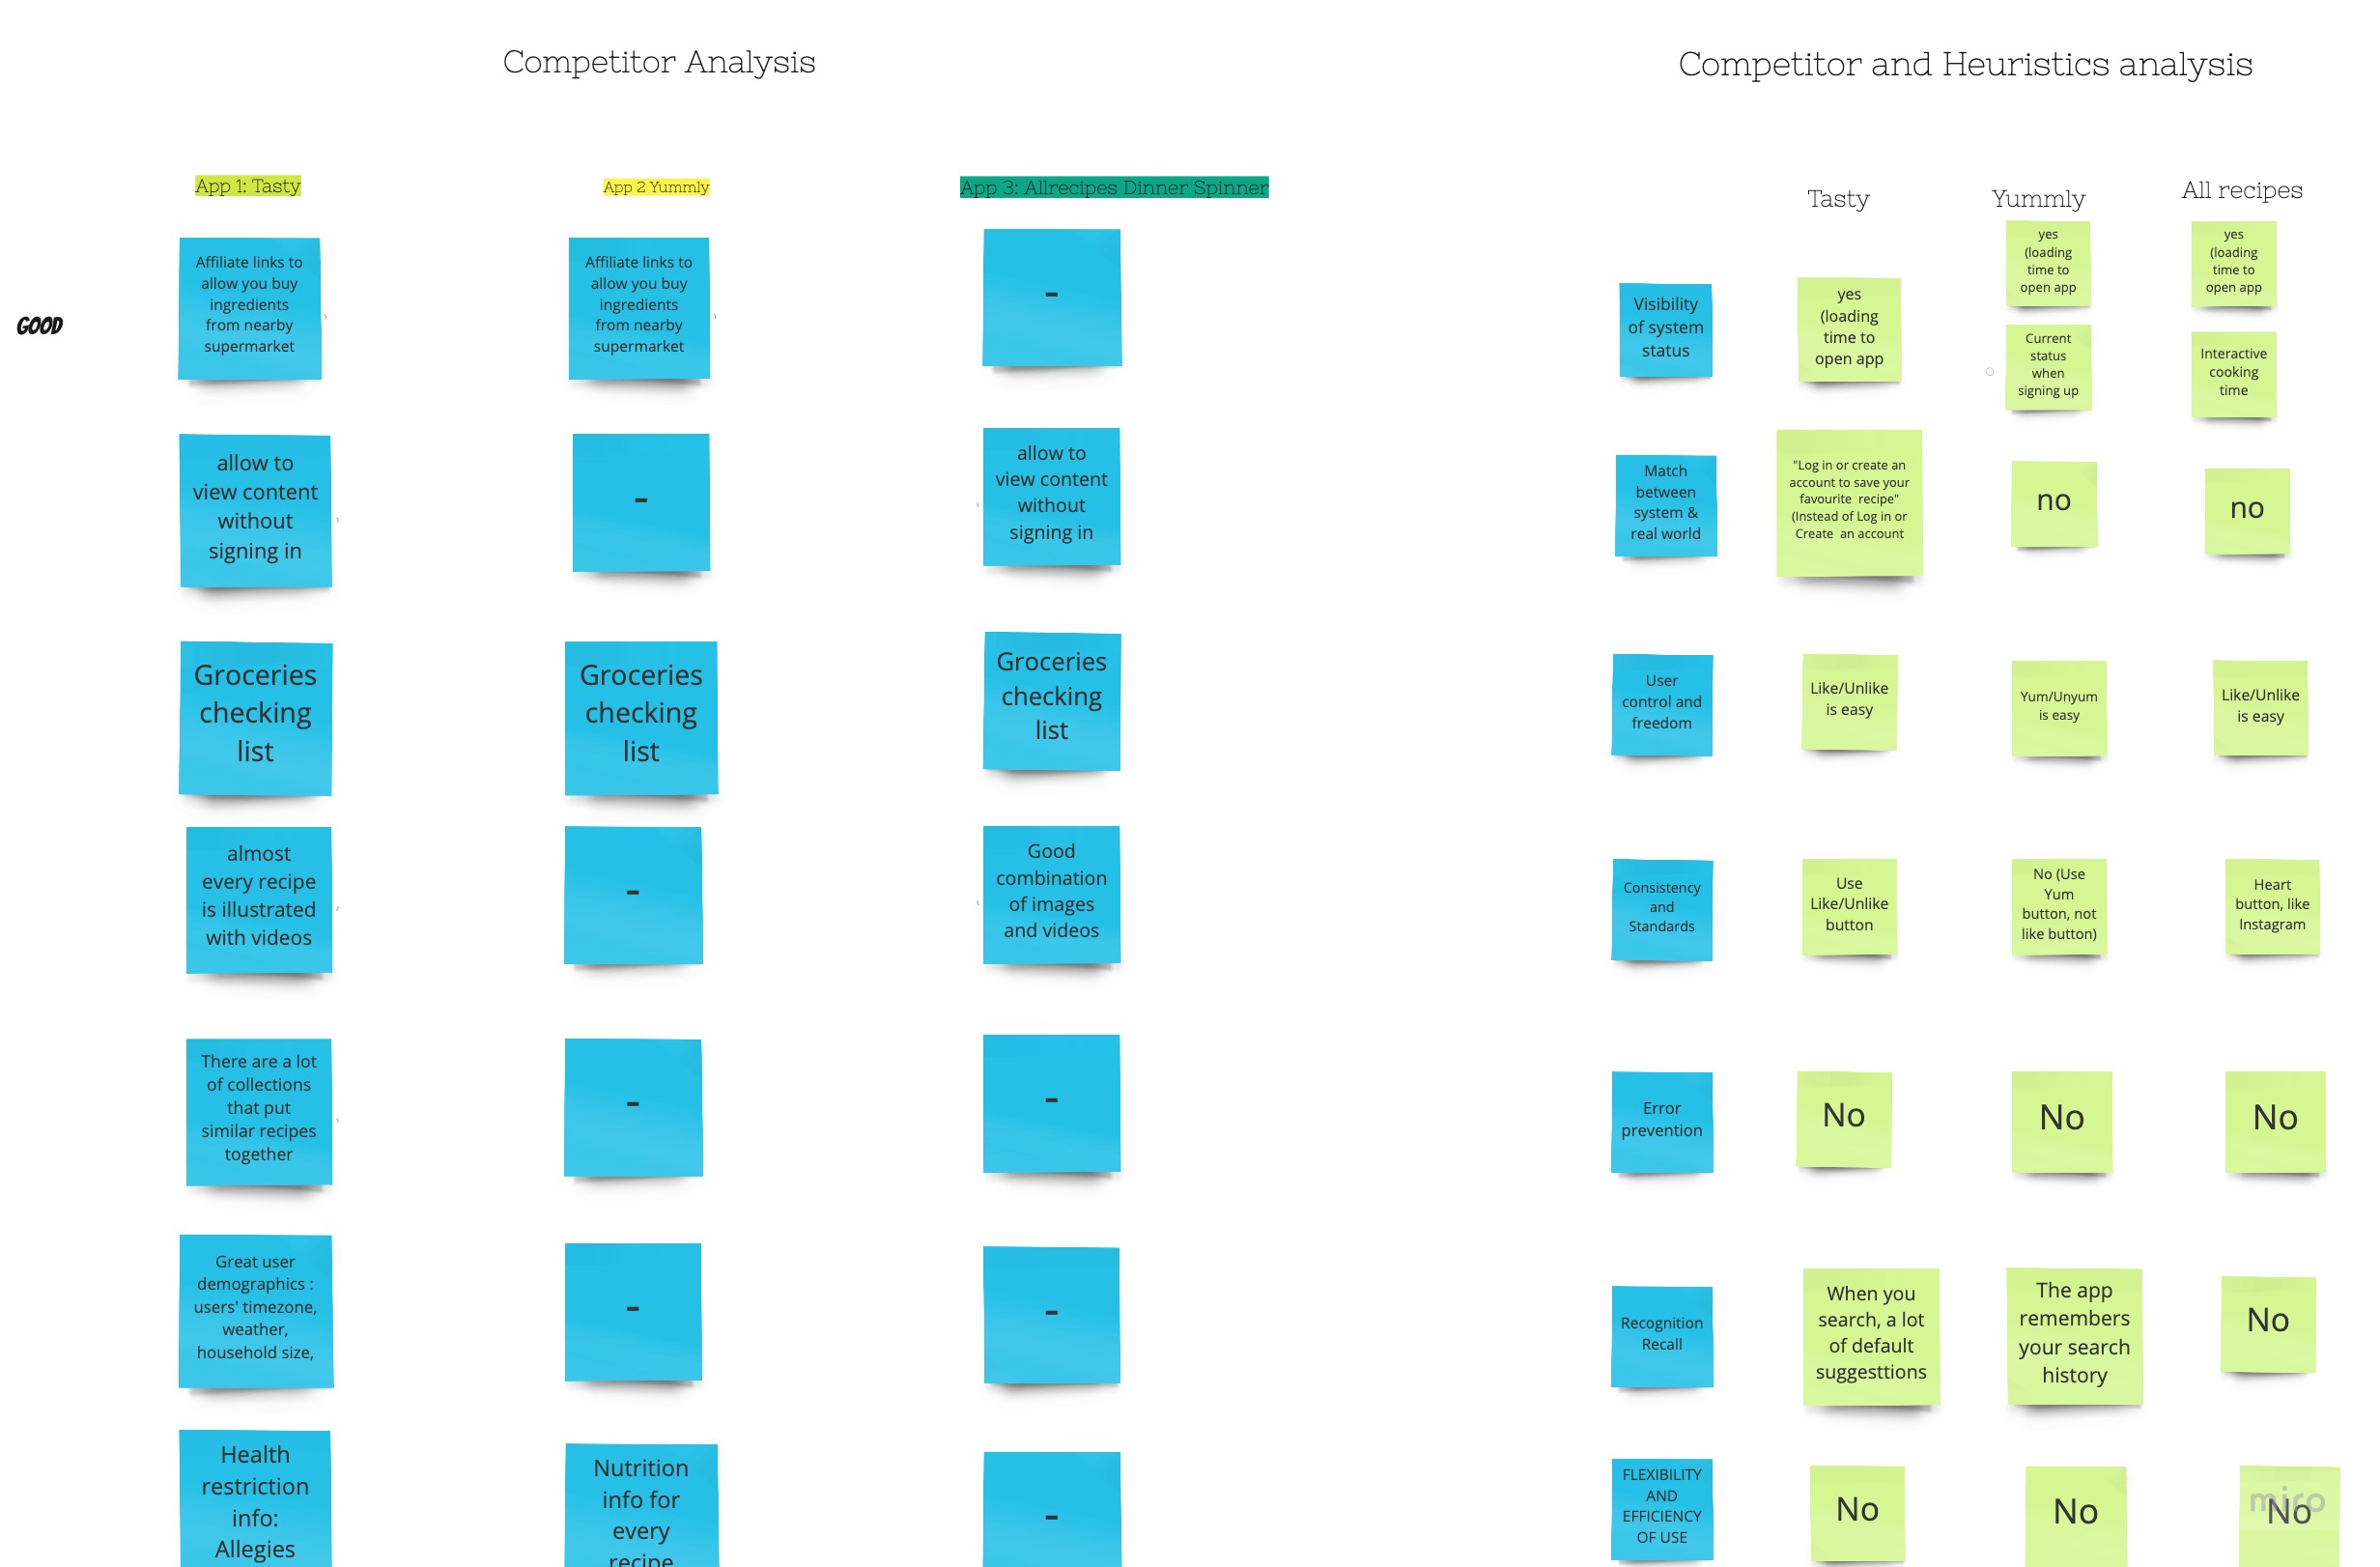 Competitor Analysis
App 1: Tasty
App 2 Yummly
App 3: Allrecipes Dinner Spinner
GOOD
Affiliate links to
allow you buy
ingredients
from nearby
supermarket
Affiliate links to
allow you buy
ingredients
from nearby
supermarket
-
allow to
view content
without
signing in
-
allow to
view content
without
signing in
Groceries
checking
list
Groceries
checking
list
Groceries
checking
list
almost
every recipe
is illustrated
with videos
-
Good
combination
of images
and videos
There are a lot
of collections
that put
similar recipes
together
-
-
Great user
demographics :
users' timezone,
weather,
household size,
-
-
Health
restriction
info:
Allegies
Nutrition
info for
every
recipe
-
Competitor and Heuristics analysis
Tasty
Yummly
All recipes
Visibility
of system
status
yes
(loading
time to
open app
yes
(loading
time to
open app
Current
status
when
signing up
yes
(loading
time to
open app
Interactive
cooking
time
Match
between
system &
real world
"Log in or create an
account to save your
favourite recipe"
(Instead of Log in or
Create an account
no
no
User
control and
freedom
Like/Unlike
is easy
Yum/Unyum
is easy
Like/Unlike
is easy
Consistency
and
Standards
Use
Like/Unlike
button
No (Use
Yum
button, not
like button)
Heart
button, like
Instagram
Error
prevention
No
No
No
Recognition
Recall
When you
search, a lot
of default
suggesttions
The app
remembers
your search
history
No
FLEXIBILITY
AND
EFFICIENCY
OF USE
No
No
No
miro